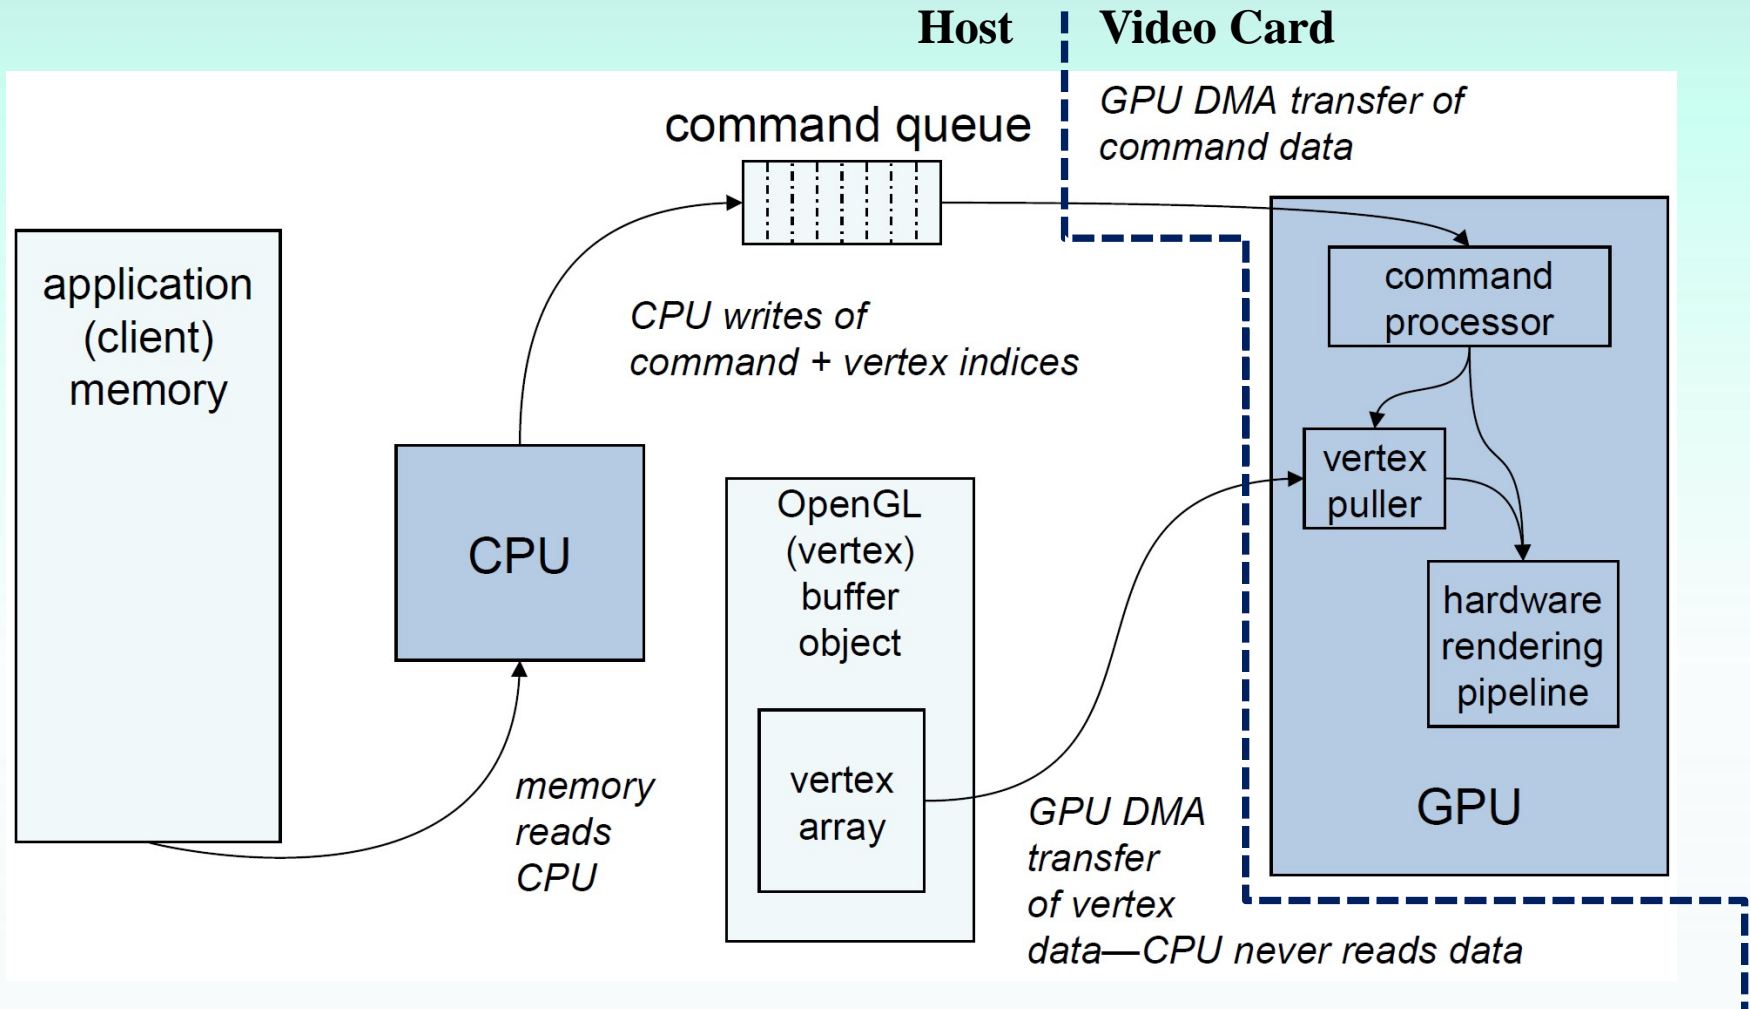 Host
Video Card
GPU DMA transfer of
command data
command queue
application
(client)
memory
CPU writes of
command + vertex indices
command
processor
CPU
OpenGL
(vertex)
buffer
object
vertex
puller
hardware
rendering
pipeline
memory
reads
CPU
vertex
array
GPU DMA
transfer
of vertex
data—CPU never reads data
GPU